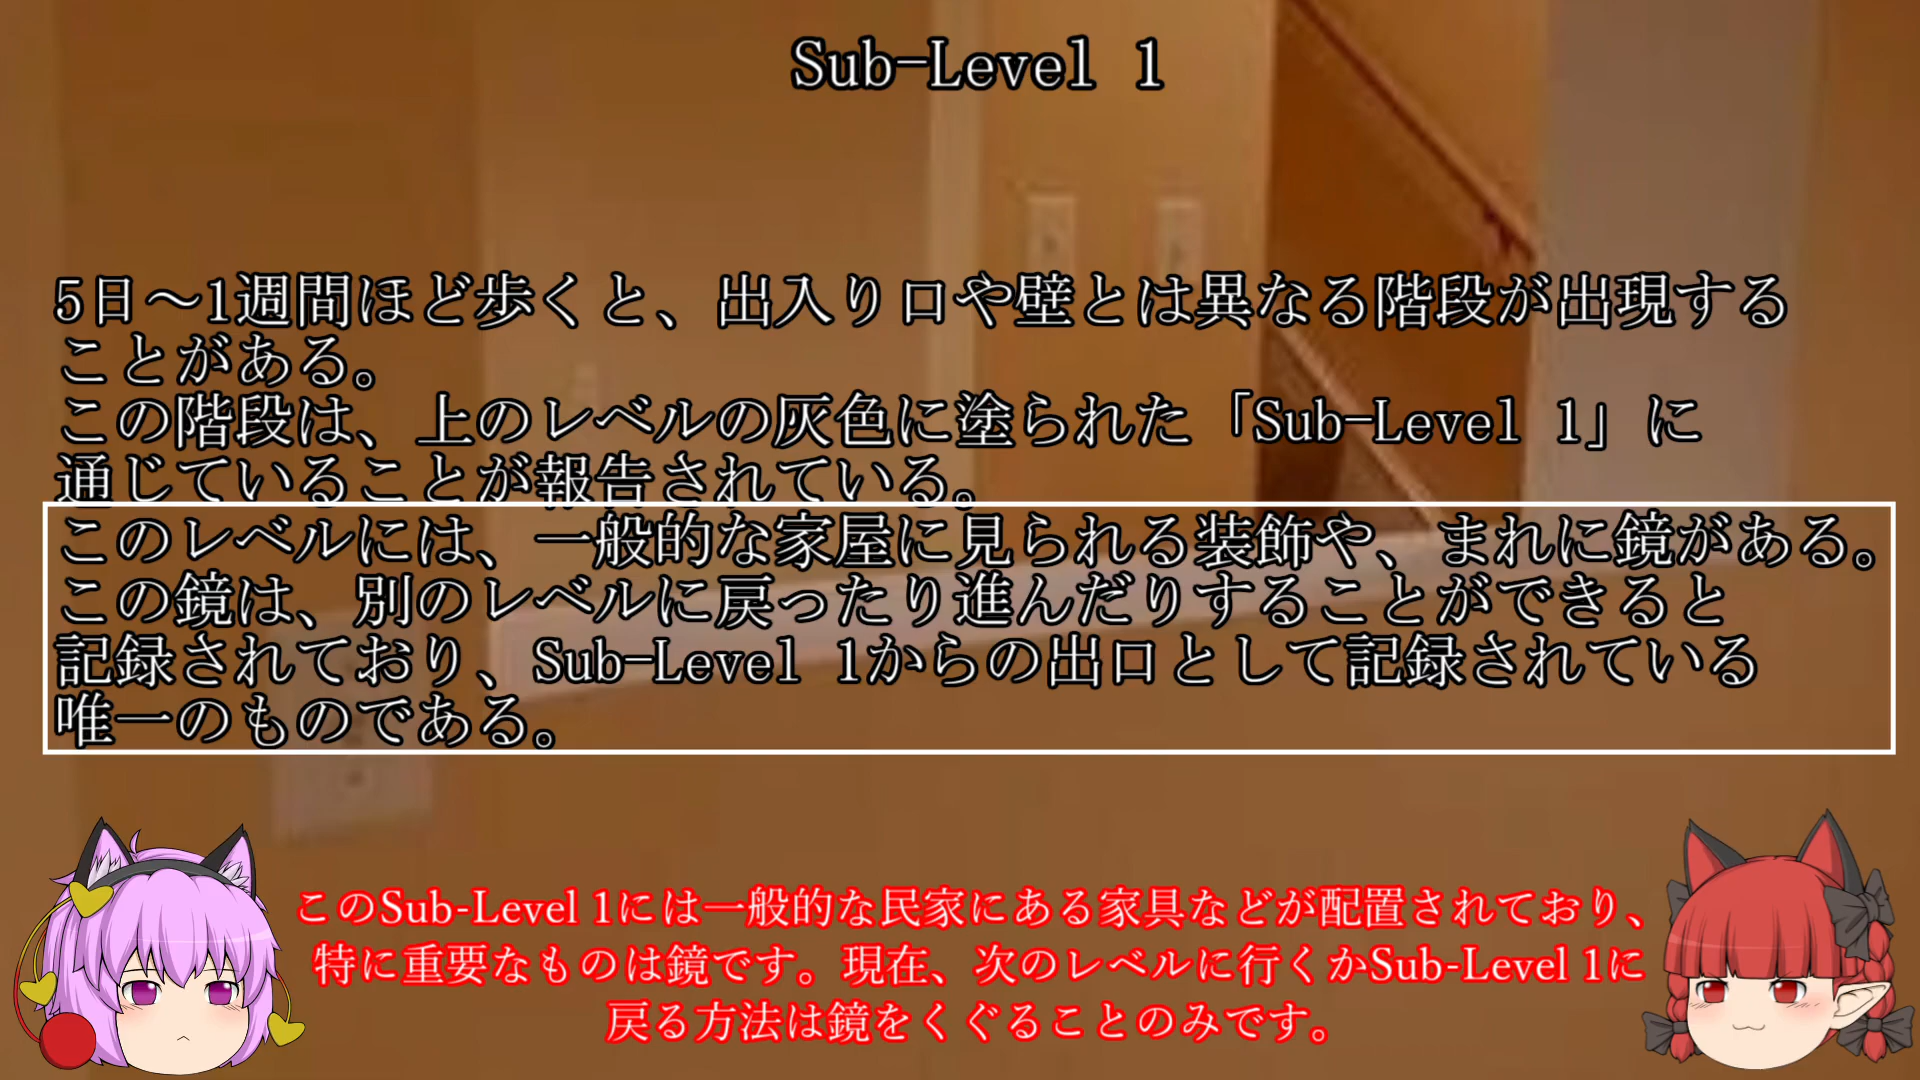 Sub-Level 1
5日～1週間ほど歩くと、出入り口や壁とは異なる階段が出現する
ことがある。
この階段は、上のレベルの灰色に塗られた「Sub-Level 1」に
通じていることが報告されている。
このレベルには、一般的な家屋に見られる装飾や、まれに鏡がある。
この鏡は、別のレベルに戻ったり進んだりすることができると
記録されており、Sub-Level 1からの出口として記録されている
唯一のものである。
このSub-Level 1には一般的な民家にある家具などが配置されており、
特に重要なものは鏡です。現在、次のレベルに行くかSub-Level 1に
戻る方法は鏡をくぐることのみです。